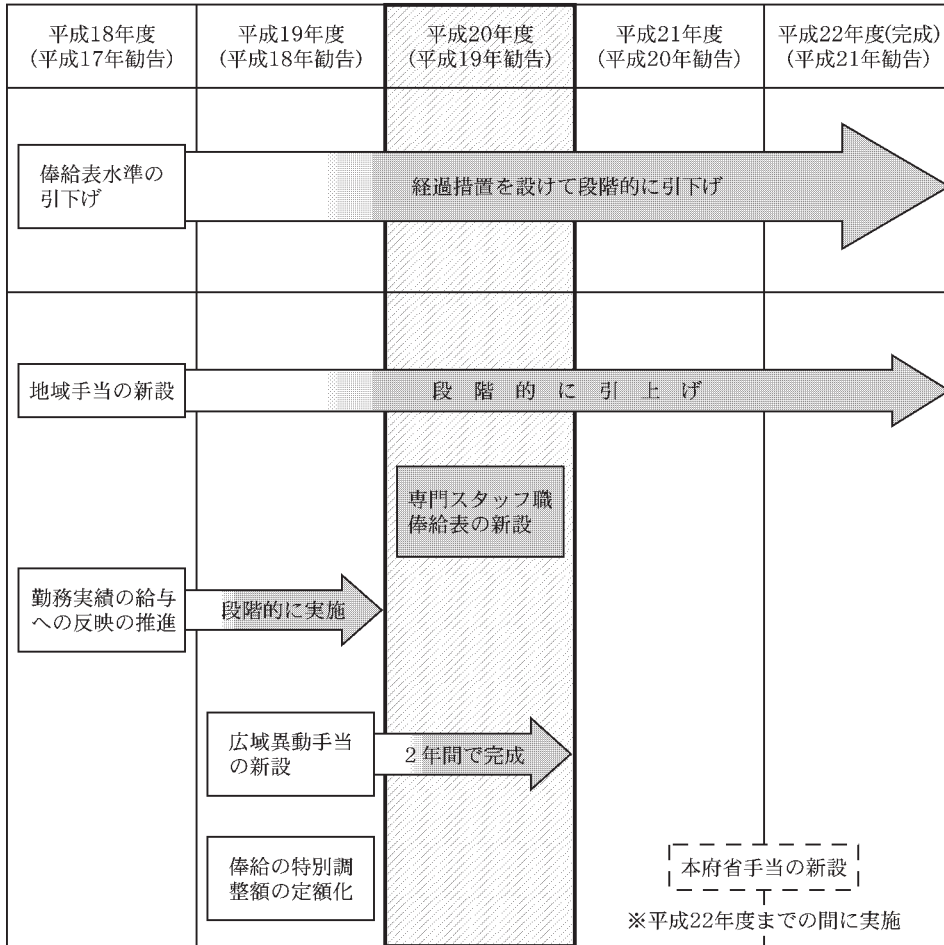 平成18年度
(平成17年勧告)
平成19年度
(平成18年勧告)
平成20年度
(平成19年勧告)
平成21年度
(平成20年勧告)
平成22年度(完成)
(平成21年勧告)
俸給表水準の
引下げ
経過措置を設けて段階的に引下げ
地域手当の新設
段階的に引上げ
専門スタッフ職
俸給表の新設
勤務実績の給与
への反映の推進
段階的に実施
広域異動手当
の新設
2年間で完成
俸給の特別調
整額の定額化
本府省手当の新設
※平成22年度までの間に実施